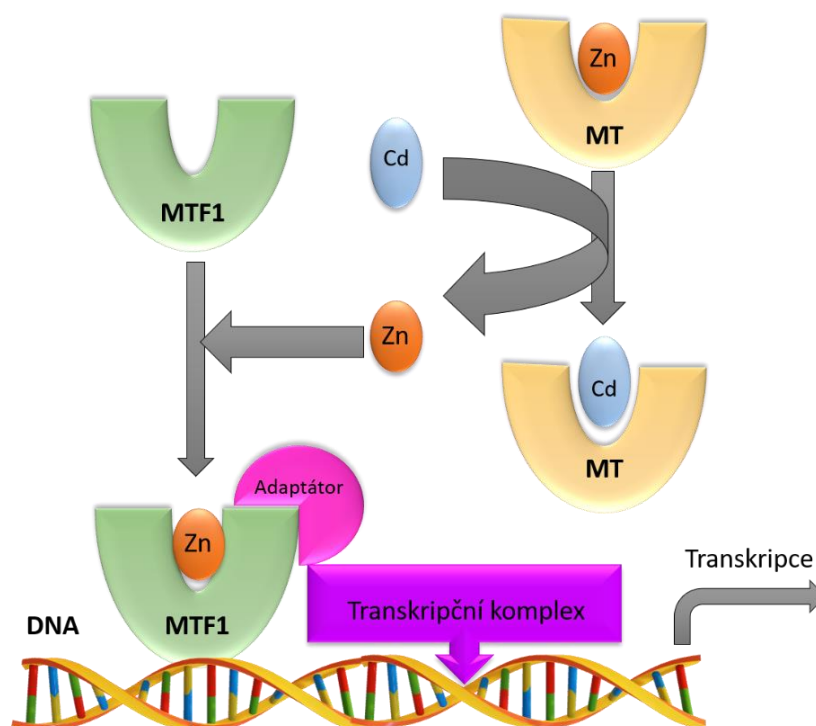 Zn
MT
Cd
MTF1
Zn
Cd
MT
Adaptátor
Zn
MTF1
DNA
Transkripční komplex
Transkripce